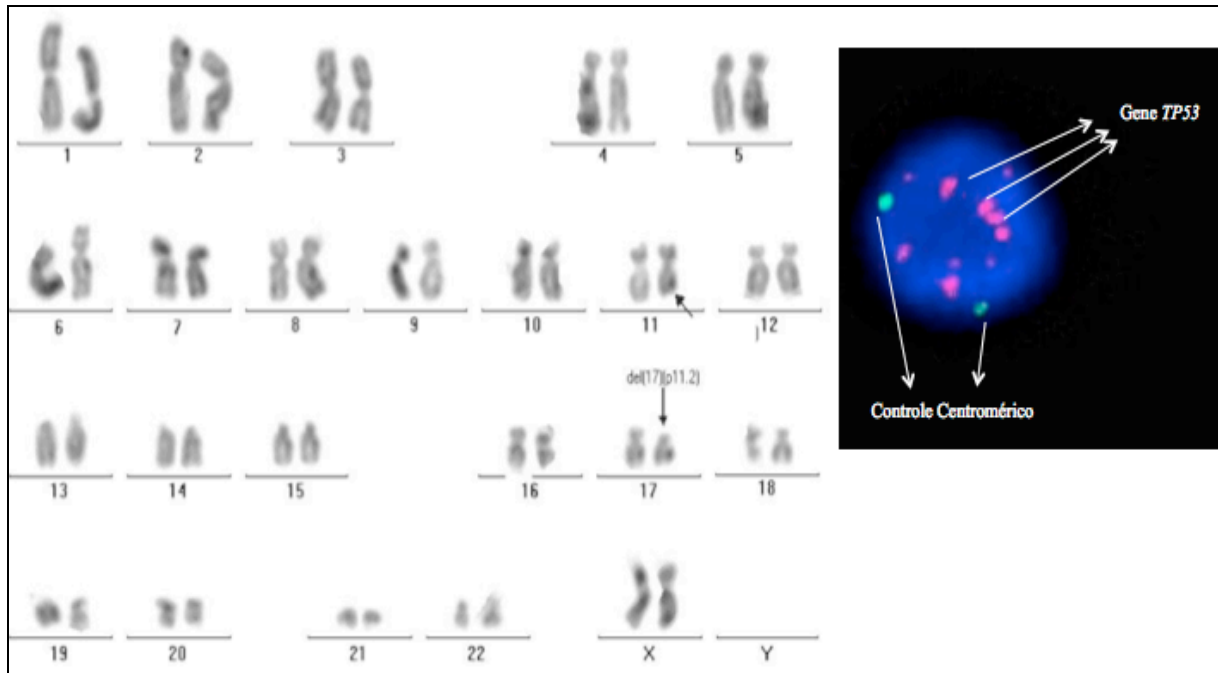 1 2 3 4 5
6 7 8 9 10 11 12
del(17)(p11.2)
13 14 15 16 17 18
19 20 21 22 X Y
Gene TP53
Controle Centromérico